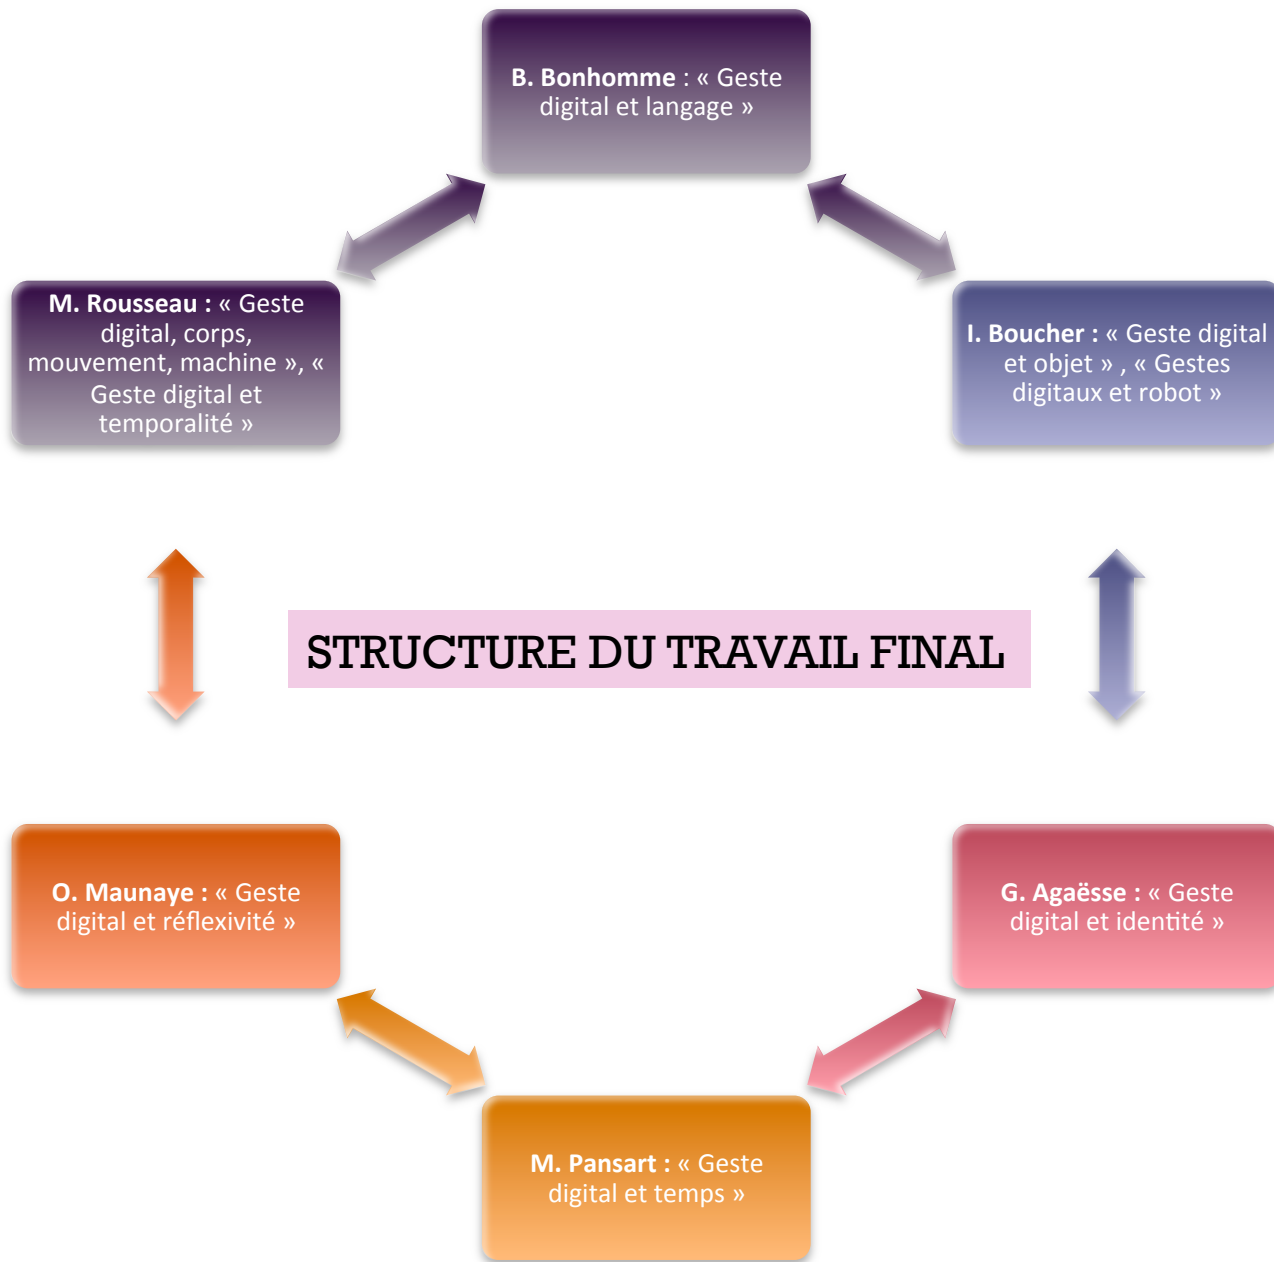 B. Bonhomme : « Geste
digital et langage »
M. Rousseau : « Geste
digital, corps,
mouvement, machine », «
Geste digital et
temporalité »
I. Boucher : « Geste digital
et objet » , « Gestes
digitaux et robot »
STRUCTURE DU TRAVAIL FINAL
O. Maunaye : « Geste
digital et réflexivité »
G. Agaësse : « Geste
digital et identité »
M. Pansart : « Geste
digital et temps »